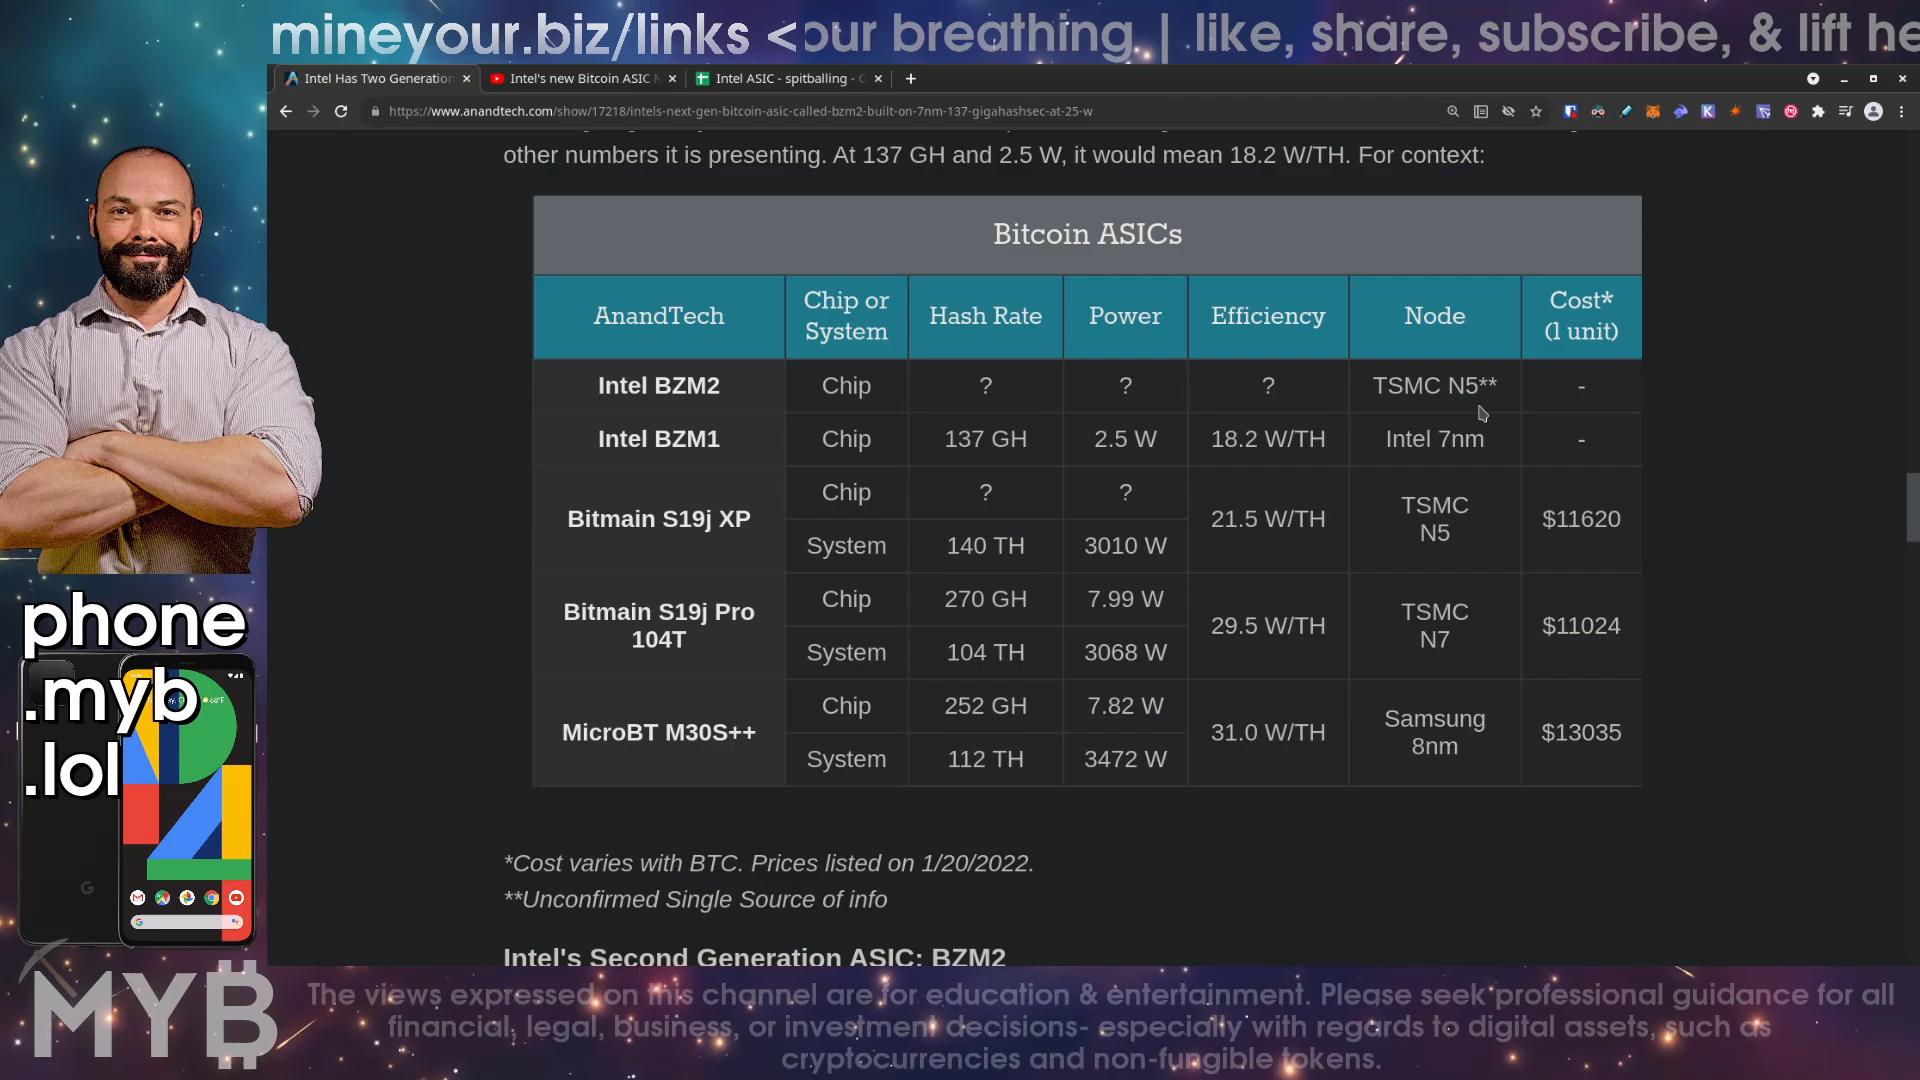 mineyour.biz/links <our breathing | like, share, subscribe, & lift he
Intel Has Two Generation
Intel's new Bitcoin ASIC
Intel ASIC - spitballing - G
https://www.anandtech.com/show/17218/intels-next-gen-bitcoin-asic-called-bzm2-built-on-7nm-137-gigahashsec-at-25-w
other numbers it is presenting. At 137 GH and 2.5 W, it would mean 18.2 W/TH. For context:
Bitcoin ASICs
AnandTech Chip or System Hash Rate Power Efficiency Node Cost* (1 unit)
Intel BZM2 Chip ? ? ? TSMC N5** -
Intel BZM1 Chip 137 GH 2.5 W 18.2 W/TH Intel 7nm -
Bitmain S19j XP Chip ? ? 21.5 W/TH TSMC N5 $11620
System 140 TH 3010 W
Bitmain S19j Pro 104T Chip 270 GH 7.99 W 29.5 W/TH TSMC N7 $11024
System 104 TH 3068 W
MicroBT M30S++ Chip 252 GH 7.82 W 31.0 W/TH Samsung 8nm $13035
System 112 TH 3472 W
*Cost varies with BTC. Prices listed on 1/20/2022.
**Unconfirmed Single Source of info
Intel's Second Generation ASIC: BZM2
phone
.myb
.lol
MYB
The views expressed on this channel are for education & entertainment. Please seek professional guidance for all
financial, legal, business, or investment decisions- especially with regards to digital assets, such as
cryptocurrencies and non-fungible tokens.